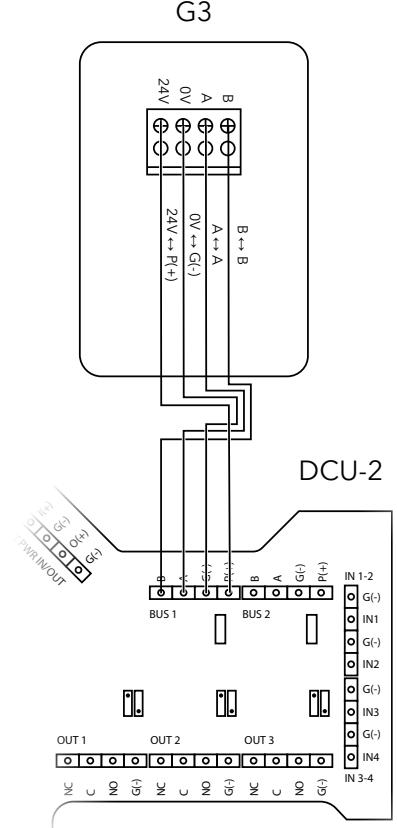 G3
24V 0V A B
24V ↔ P(+)
0V ↔ G(-)
A ↔ A
B ↔ B
DCU-2
G(-)
O(+)
G(-)
PWR IN/OUT
B A G(-) P(+) B A G(-) P(+)
BUS 1 BUS 2
IN 1-2
G(-)
IN1
G(-)
IN2
G(-)
IN3
G(-)
IN4
IN 3-4
OUT 1 OUT 2 OUT 3
NC C NO G(-) NC C NO G(-) NC C NO G(-)